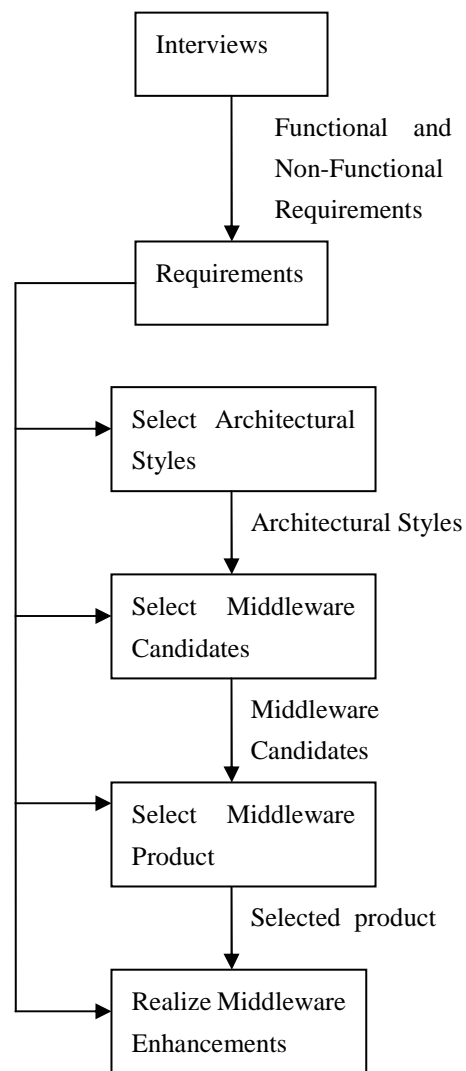 Interviews
Functional and
Non-Functional
Requirements
Requirements
Select Architectural
Styles
Architectural Styles
Select Middleware
Candidates
Middleware
Candidates
Select Middleware
Product
Selected product
Realize Middleware
Enhancements